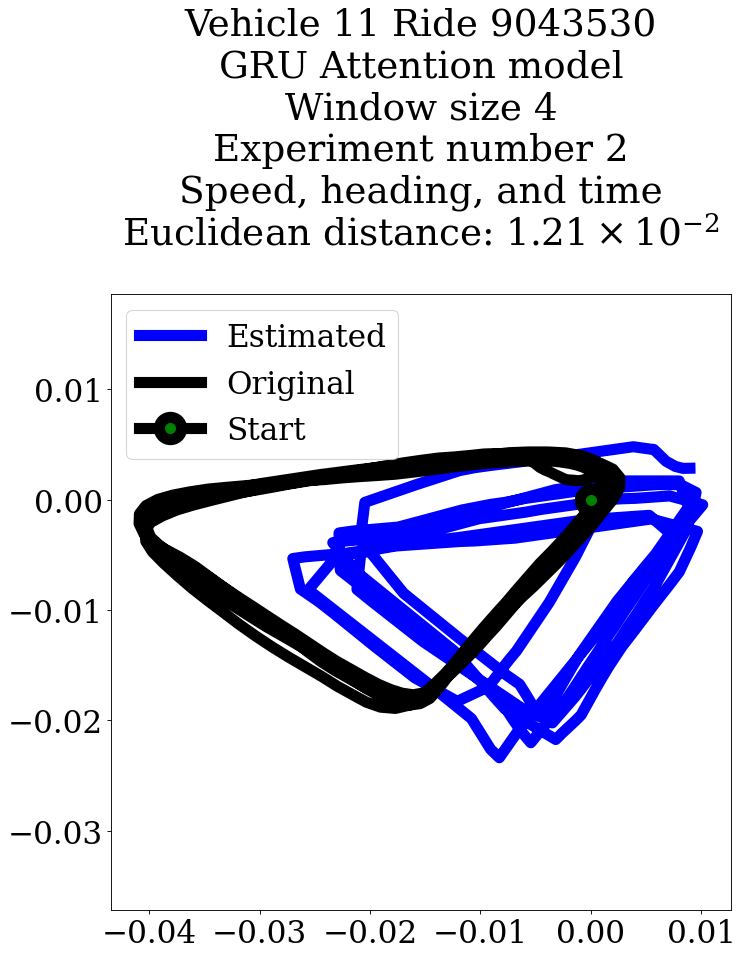 Vehicle 11 Ride 9043530
GRU Attention model
Window size 4
Experiment number 2
Speed, heading, and time
Euclidean distance: 1.21 × 10⁻²
Estimated
Original
Start
0.01
0.00
−0.01
−0.02
−0.03
−0.04 −0.03 −0.02 −0.01 0.00 0.01